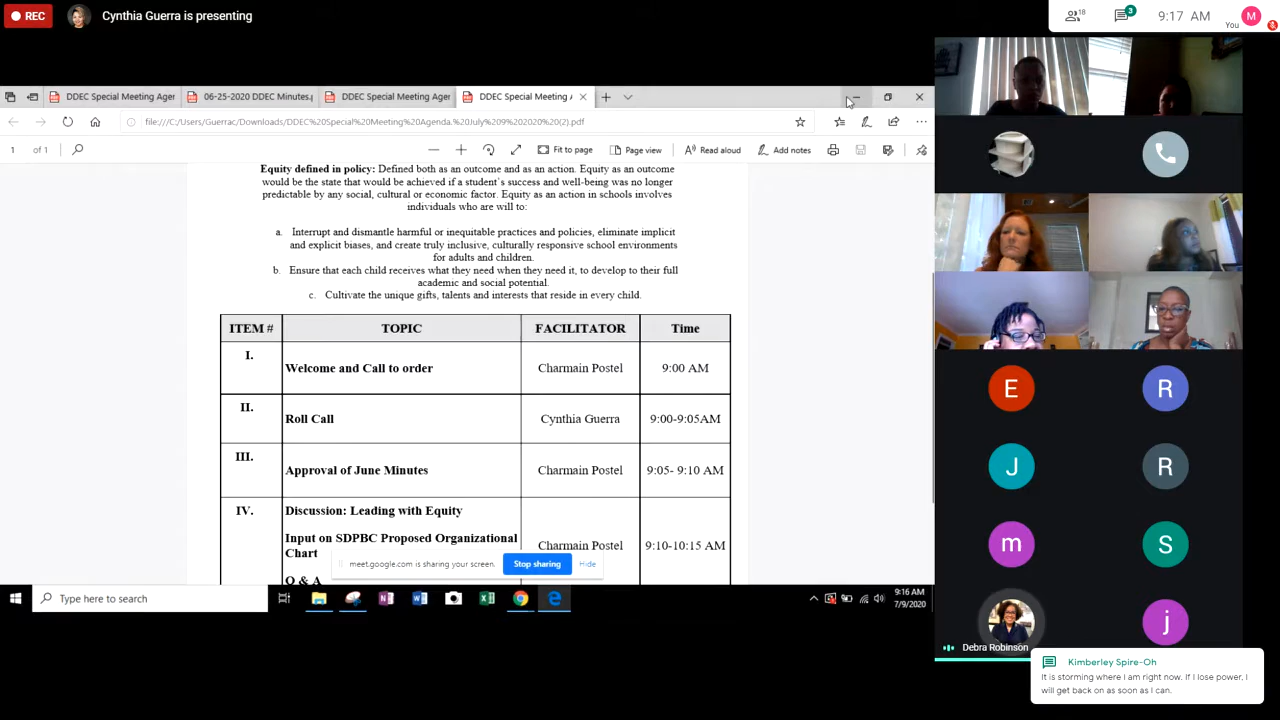 REC
Cynthia Guerra is presenting
18
3
9:17 AM
M
You
DDEC Special Meeting Ager
06-25-2020 DDEC Minutes.p
DDEC Special Meeting Agen
DDEC Special Meeting A
file:///C:/Users/Guerrac/Downloads/DDEC%20Special%20Meeting%20Agenda.%20July%209%202020%20(2).pdf
1 of 1
Fit to page
Page view
Read aloud
Add notes
Equity defined in policy: Defined both as an outcome and as an action. Equity as an outcome
would be the state that would be achieved if a student's success and well-being was no longer
predictable by any social, cultural or economic factor. Equity as an action in schools involves
individuals who are will to:
a. Interrupt and dismantle harmful or inequitable practices and policies, eliminate implicit
and explicit biases, and create truly inclusive, culturally responsive school environments
for adults and children.
b. Ensure that each child receives what they need when they need it, to develop to their full
academic and social potential.
c. Cultivate the unique gifts, talents and interests that reside in every child.
ITEM # TOPIC FACILITATOR Time
I. Welcome and Call to order Charmain Postel 9:00 AM
II. Roll Call Cynthia Guerra 9:00-9:05AM
III. Approval of June Minutes Charmain Postel 9:05- 9:10 AM
IV. Discussion: Leading with Equity
Input on SDPBC Proposed Organizational
Chart Charmain Postel 9:10-10:15 AM
Q & A
meet.google.com is sharing your screen.
Stop sharing
Hide
Type here to search
9:16 AM
7/9/2020
E
R
J
R
m
S
j
Debra Robinson
Kimberley Spire-Oh
It is storming where I am right now. If I lose power, I
will get back on as soon as I can.